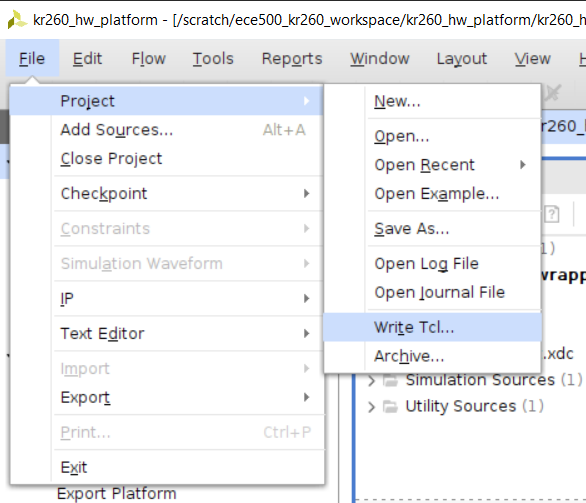 kr260_hw_platform - [/scratch/ece500_kr260_workspace/kr260_hw_platform/kr260_h
File Edit Flow Tools Reports Window Layout View H
Project
Add Sources... Alt+A
Close Project
Checkpoint
Constraints
Simulation Waveform
IP
Text Editor
Import
Export
Print... Ctrl+P
Exit
New...
Open...
Open Recent
Open Example...
Save As...
Open Log File
Open Journal File
Write Tcl...
Archive...
r260_
?
1)
wrapp
.xdc
Simulation Sources (1)
Utility Sources (1)
Export Platform